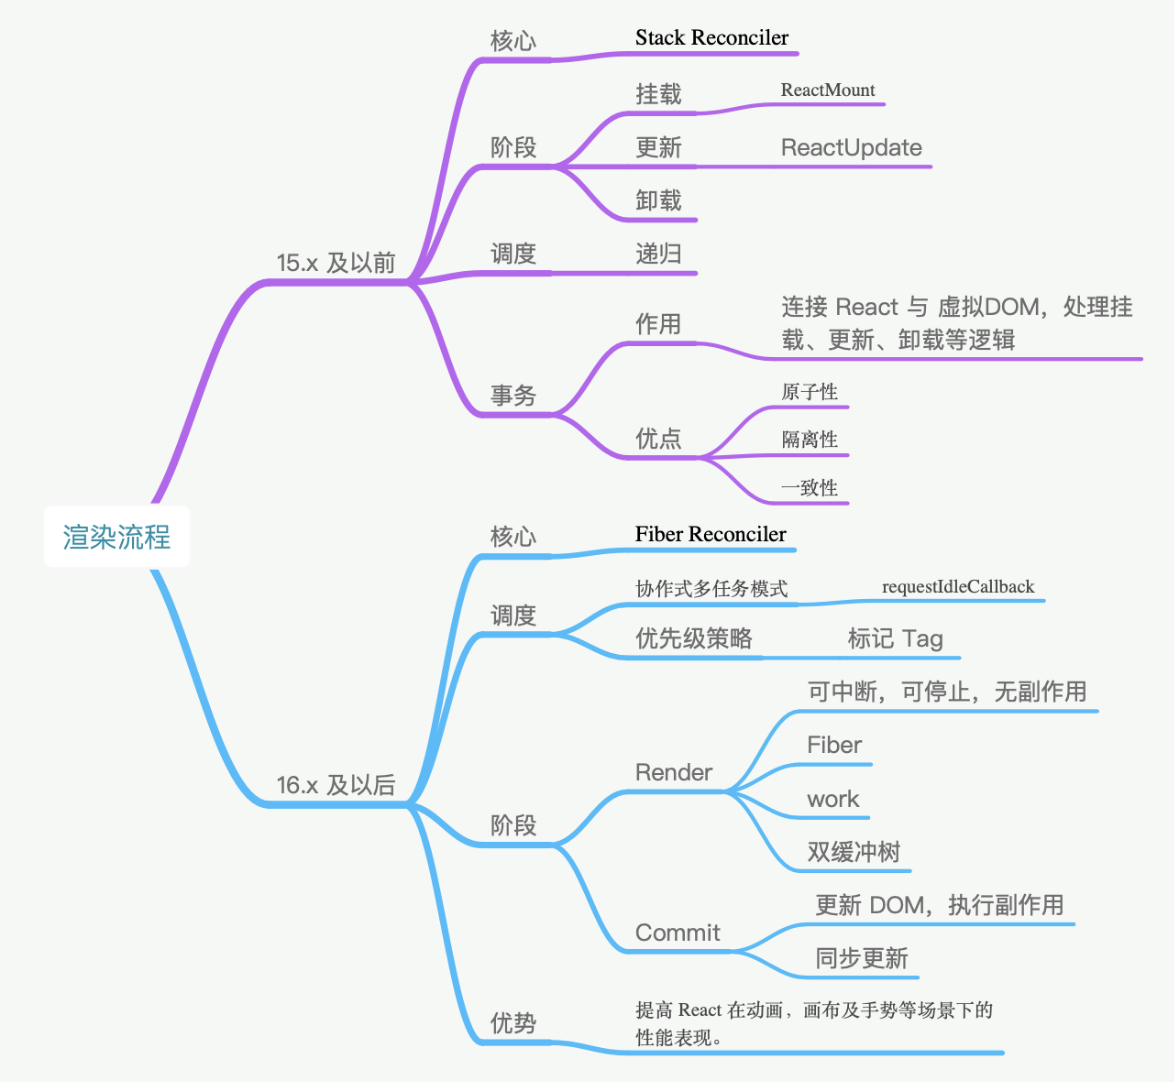 渲染流程
15.x 及以前
核心
Stack Reconciler
阶段
挂载
ReactMount
更新
ReactUpdate
卸载
调度
递归
事务
作用
连接 React 与 虚拟DOM，处理挂
载、更新、卸载等逻辑
优点
原子性
隔离性
一致性
16.x 及以后
核心
Fiber Reconciler
调度
协作式多任务模式
requestIdleCallback
优先级策略
标记 Tag
阶段
Render
可中断，可停止，无副作用
Fiber
work
双缓冲树
Commit
更新 DOM，执行副作用
同步更新
优势
提高 React 在动画，画布及手势等场景下的
性能表现。